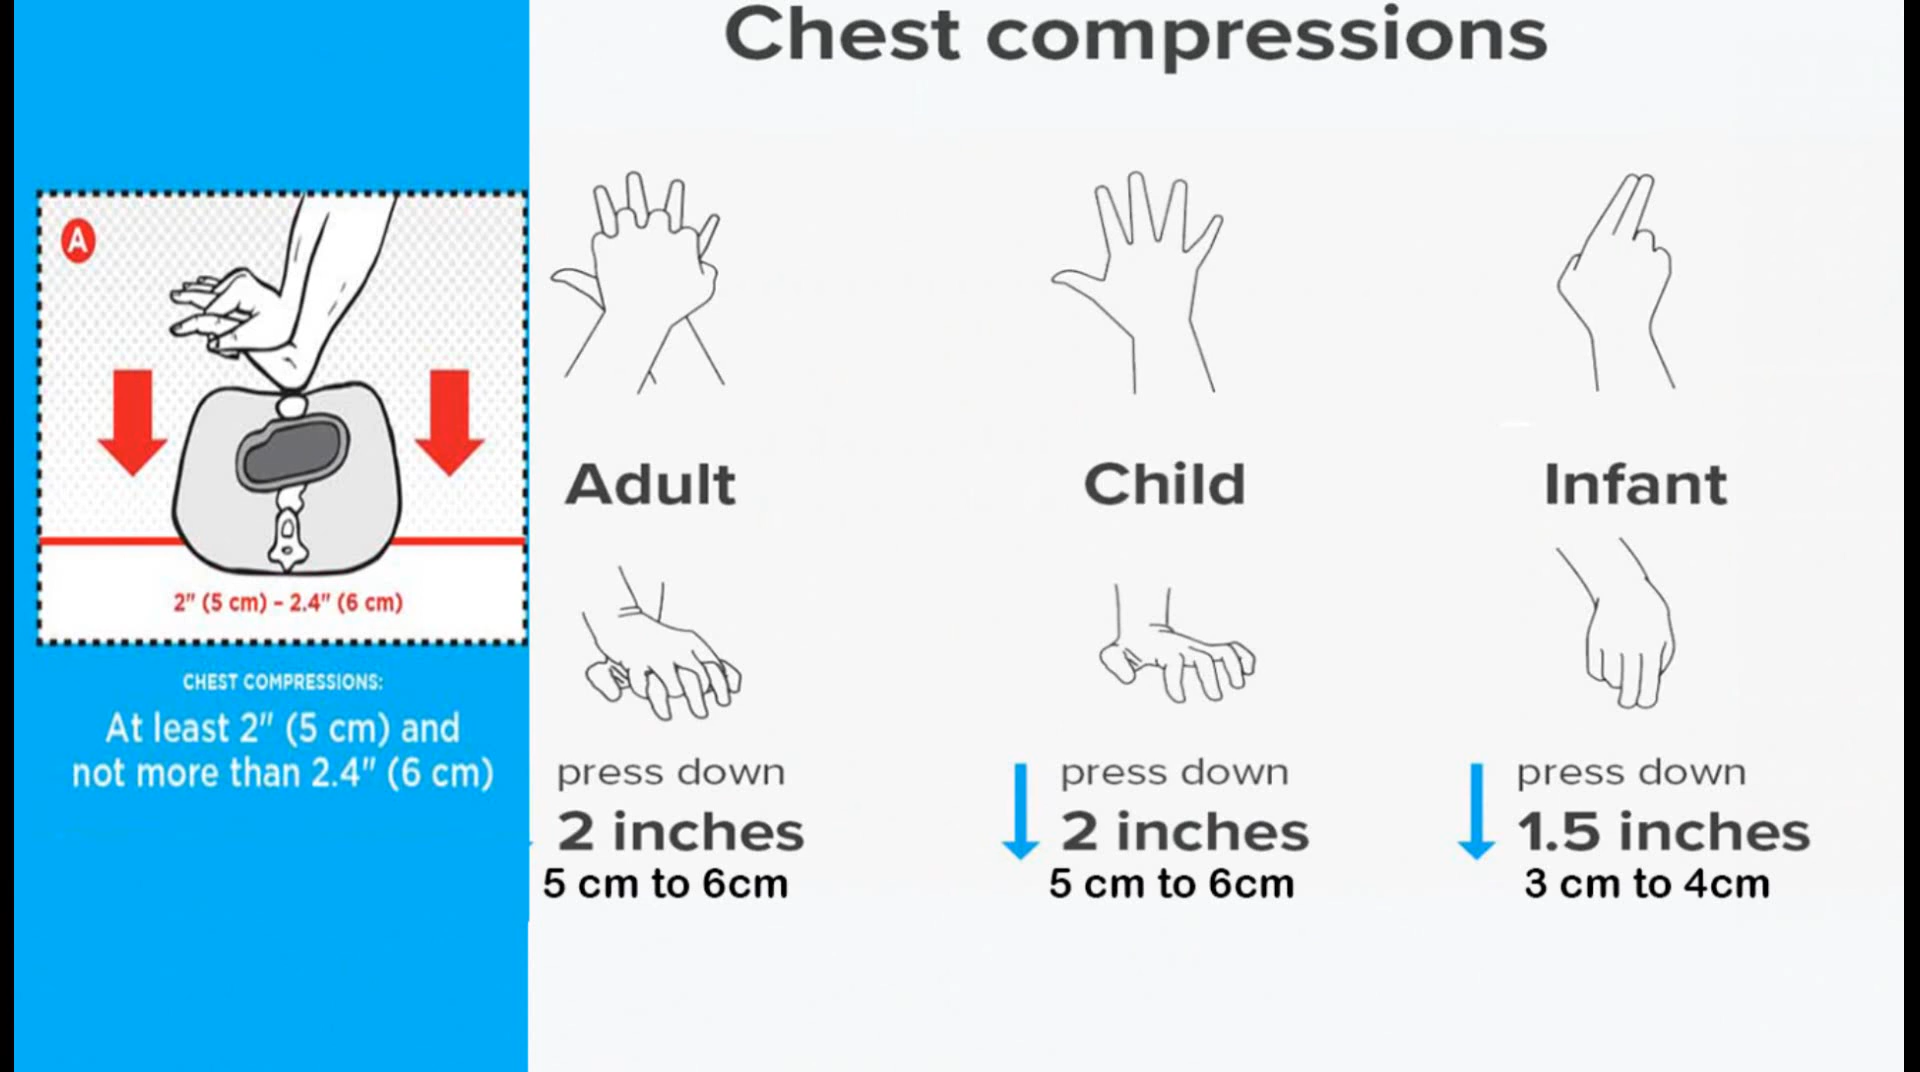 Chest compressions
A
2" (5 cm) - 2.4" (6 cm)
CHEST COMPRESSIONS:
At least 2" (5 cm) and
not more than 2.4" (6 cm)
Adult
press down
2 inches
5 cm to 6cm
Child
press down
2 inches
5 cm to 6cm
Infant
press down
1.5 inches
3 cm to 4cm